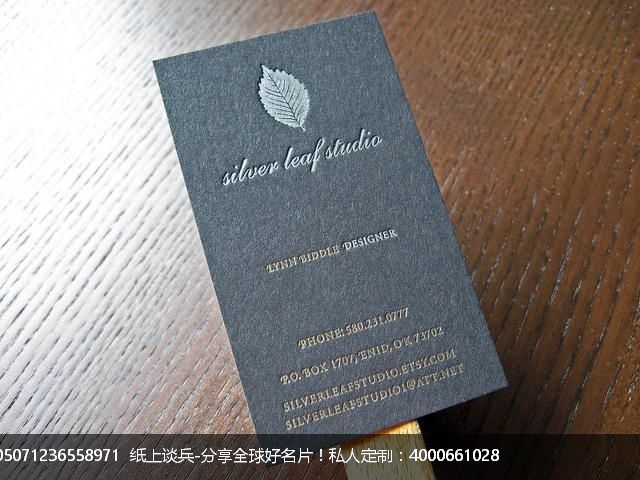 silver leaf studio
LYNN BIDDLE DESIGNER
PHONE: 580.231.0777
P.O. BOX 1707, ENID, OK 73702
SILVERLEAFSTUDIO.ETSY.COM
SILVERLEAFSTUDIO1@ATT.NET
05071236558971 纸上谈兵-分享全球好名片！私人定制：4000661028